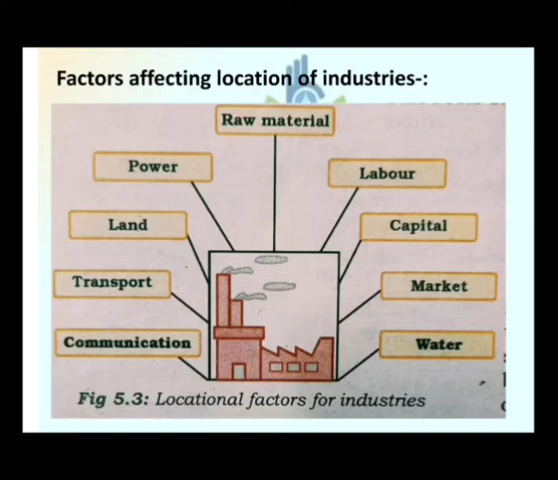 Factors affecting location of industries-:
Raw material
Power
Labour
Land
Capital
Transport
Market
Communication
Water
Fig 5.3: Locational factors for industries